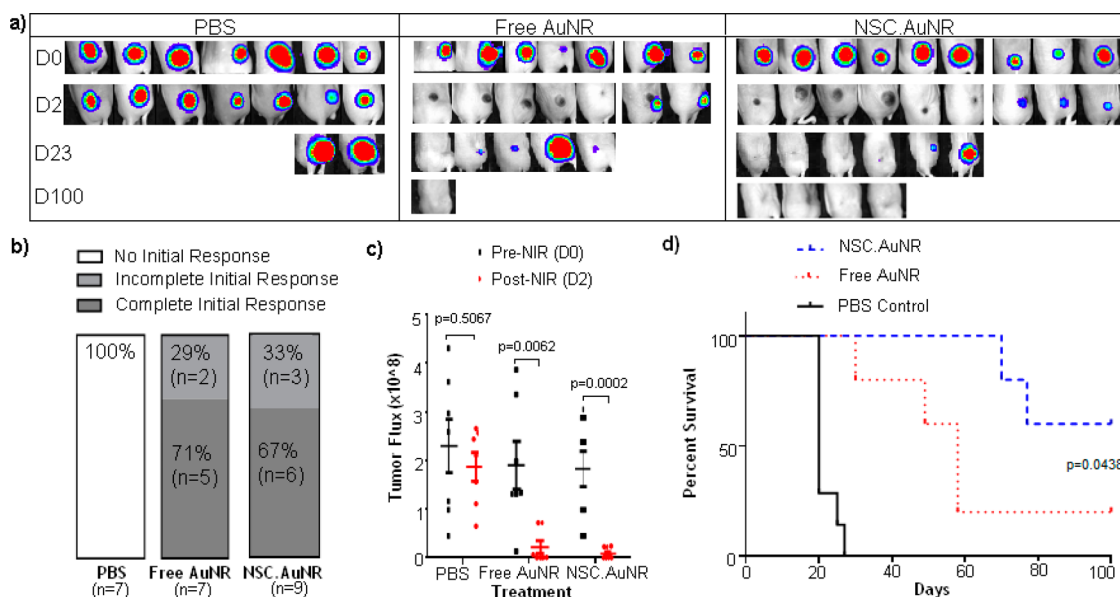 a)
PBS
Free AuNR
NSC.AuNR
D0
D2
D23
D100
b)
No Initial Response
Incomplete Initial Response
Complete Initial Response
100%
29%
(n=2)
33%
(n=3)
71%
(n=5)
67%
(n=6)
PBS
(n=7)
Free AuNR
(n=7)
NSC.AuNR
(n=9)
c)
Pre-NIR (D0)
Post-NIR (D2)
p=0.5067
p=0.0062
p=0.0002
Tumor Flux (x10^8)
5
4
3
2
1
0
PBS
Free AuNR
NSC.AuNR
Treatment
d)
NSC.AuNR
Free AuNR
PBS Control
Percent Survival
100
50
0
p=0.0438
0
20
40
60
80
100
Days